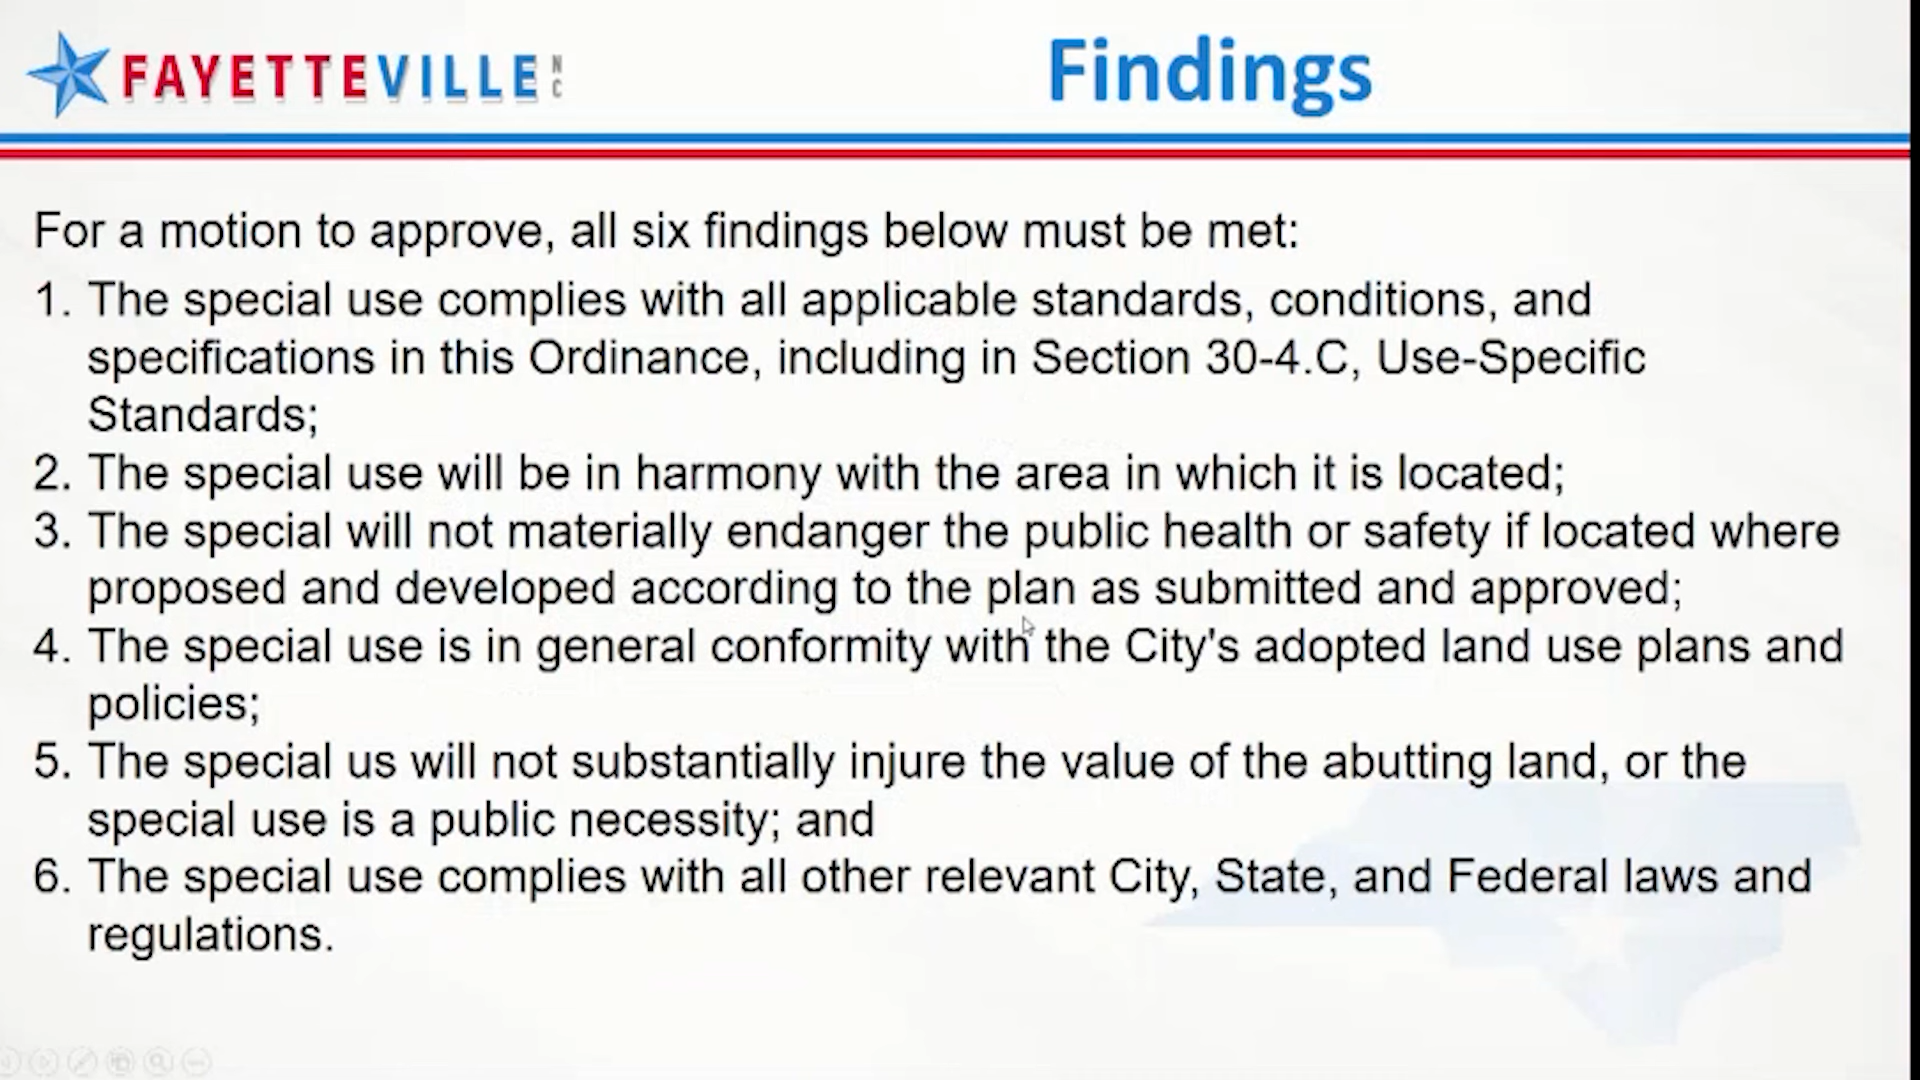 FAYETTEVILLE NC
Findings
For a motion to approve, all six findings below must be met:
1. The special use complies with all applicable standards, conditions, and
specifications in this Ordinance, including in Section 30-4.C, Use-Specific
Standards;
2. The special use will be in harmony with the area in which it is located;
3. The special will not materially endanger the public health or safety if located where
proposed and developed according to the plan as submitted and approved;
4. The special use is in general conformity with the City's adopted land use plans and
policies;
5. The special us will not substantially injure the value of the abutting land, or the
special use is a public necessity; and
6. The special use complies with all other relevant City, State, and Federal laws and
regulations.